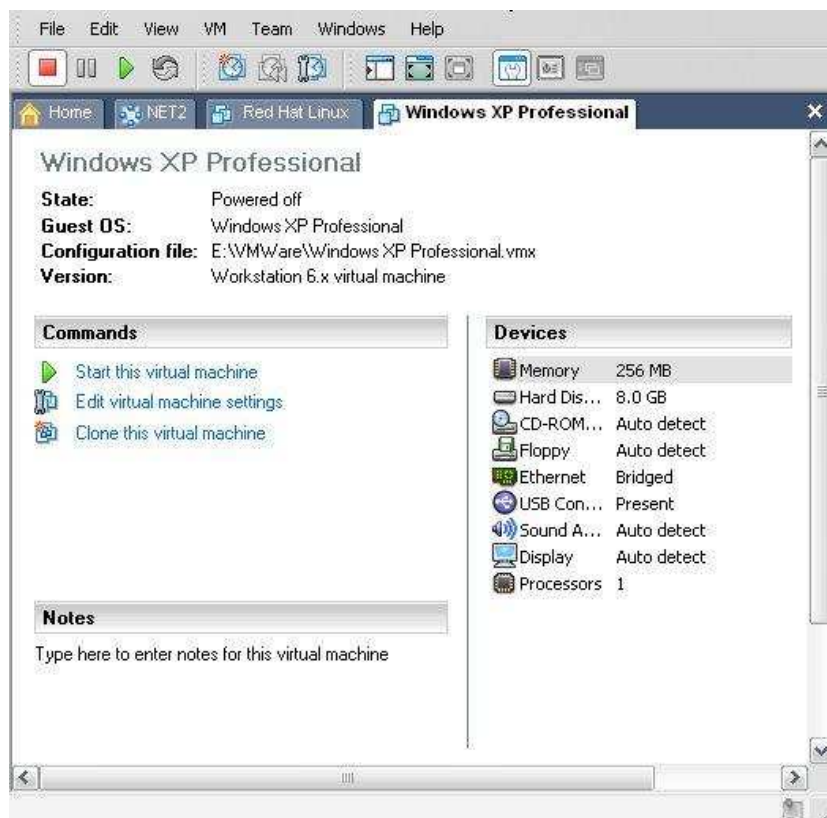 File Edit View VM Team Windows Help
Home NET2 Red Hat Linux Windows XP Professional
Windows XP Professional
State: Powered off
Guest OS: Windows XP Professional
Configuration file: E:\VMWare\Windows XP Professional.vmx
Version: Workstation 6.x virtual machine
Commands
Start this virtual machine
Edit virtual machine settings
Clone this virtual machine
Notes
Type here to enter notes for this virtual machine
Devices
Memory 256 MB
Hard Dis... 8.0 GB
CD-ROM... Auto detect
Floppy Auto detect
Ethernet Bridged
USB Con... Present
Sound A... Auto detect
Display Auto detect
Processors 1